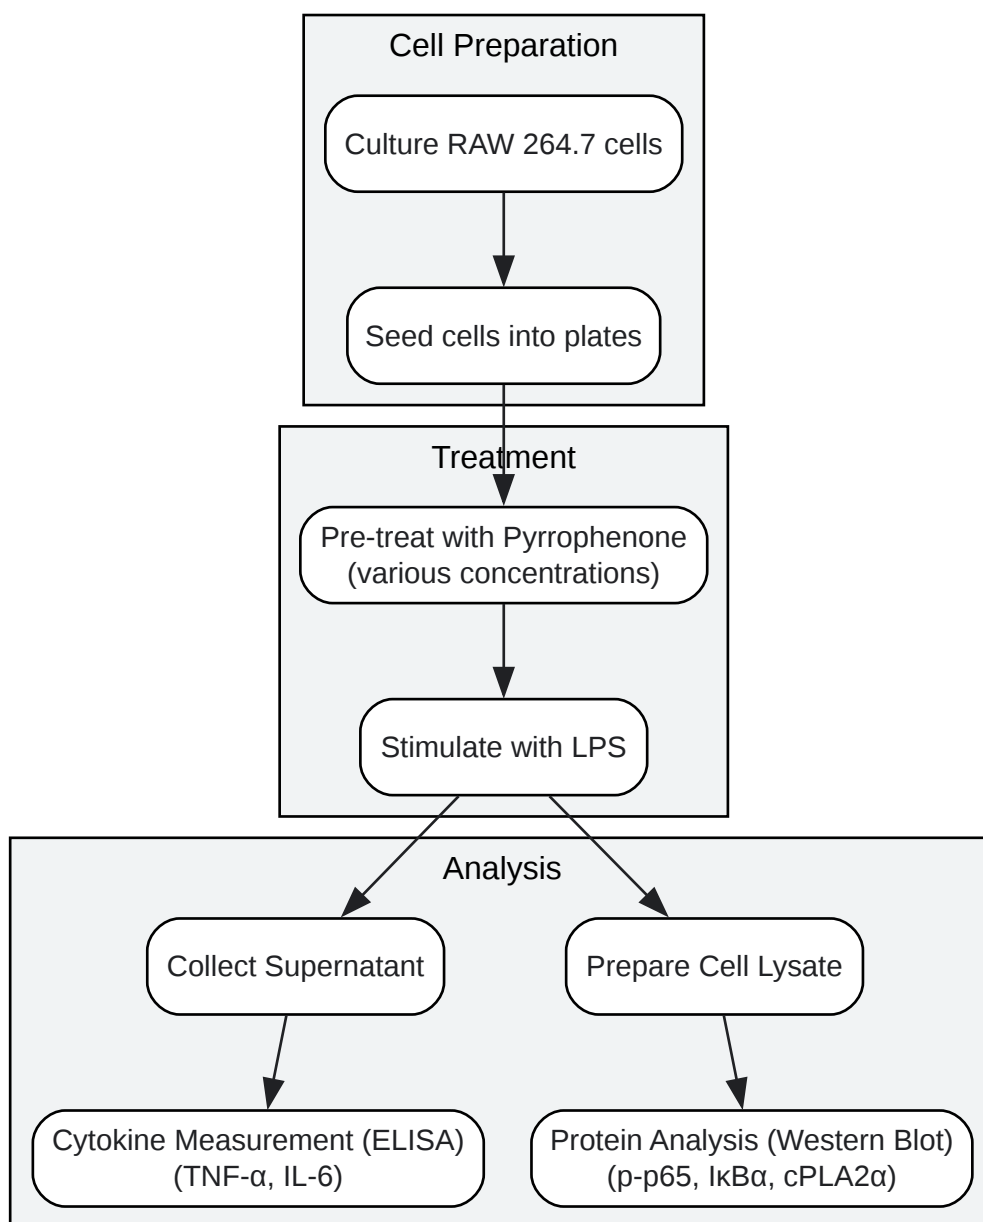 Cell Preparation
Culture RAW 264.7 cells
Seed cells into plates
Treatment
Pre-treat with Pyrrophenone
(various concentrations)
Stimulate with LPS
Analysis
Collect Supernatant
Prepare Cell Lysate
Cytokine Measurement (ELISA)
(TNF-α, IL-6)
Protein Analysis (Western Blot)
(p-p65, IκBα, cPLA2α)